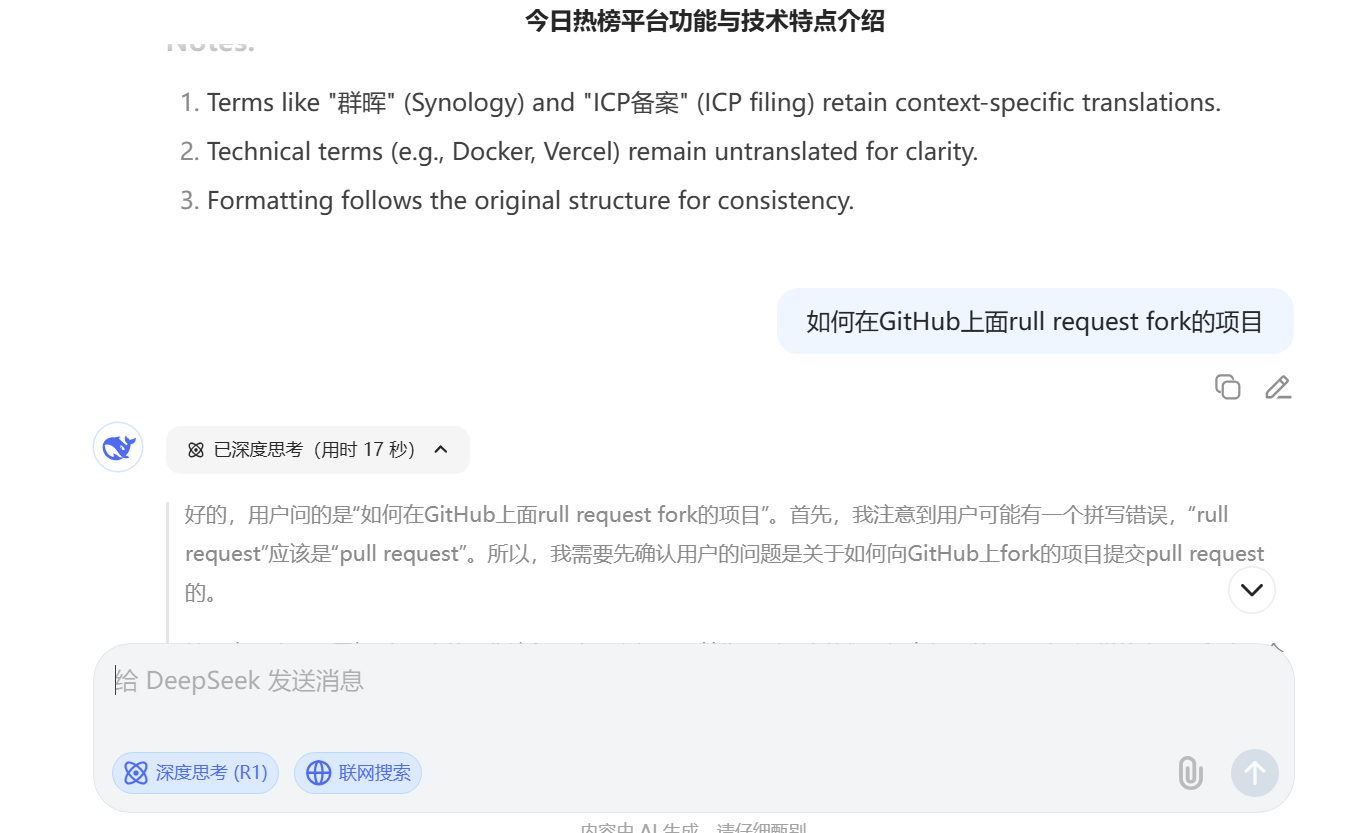 今日热榜平台功能与技术特点介绍
Notes:
1. Terms like "群晖" (Synology) and "ICP备案" (ICP filing) retain context-specific translations.
2. Technical terms (e.g., Docker, Vercel) remain untranslated for clarity.
3. Formatting follows the original structure for consistency.
如何在GitHub上面rull request fork的项目
已深度思考（用时 17 秒）
好的，用户问的是“如何在GitHub上面rull request fork的项目”。首先，我注意到用户可能有一个拼写错误，“rull
request”应该是“pull request”。所以，我需要先确认用户的问题是关于如何向GitHub上fork的项目提交pull request
的。
给 DeepSeek 发送消息
深度思考 (R1)
联网搜索
内容由 AI 生成，请仔细甄别